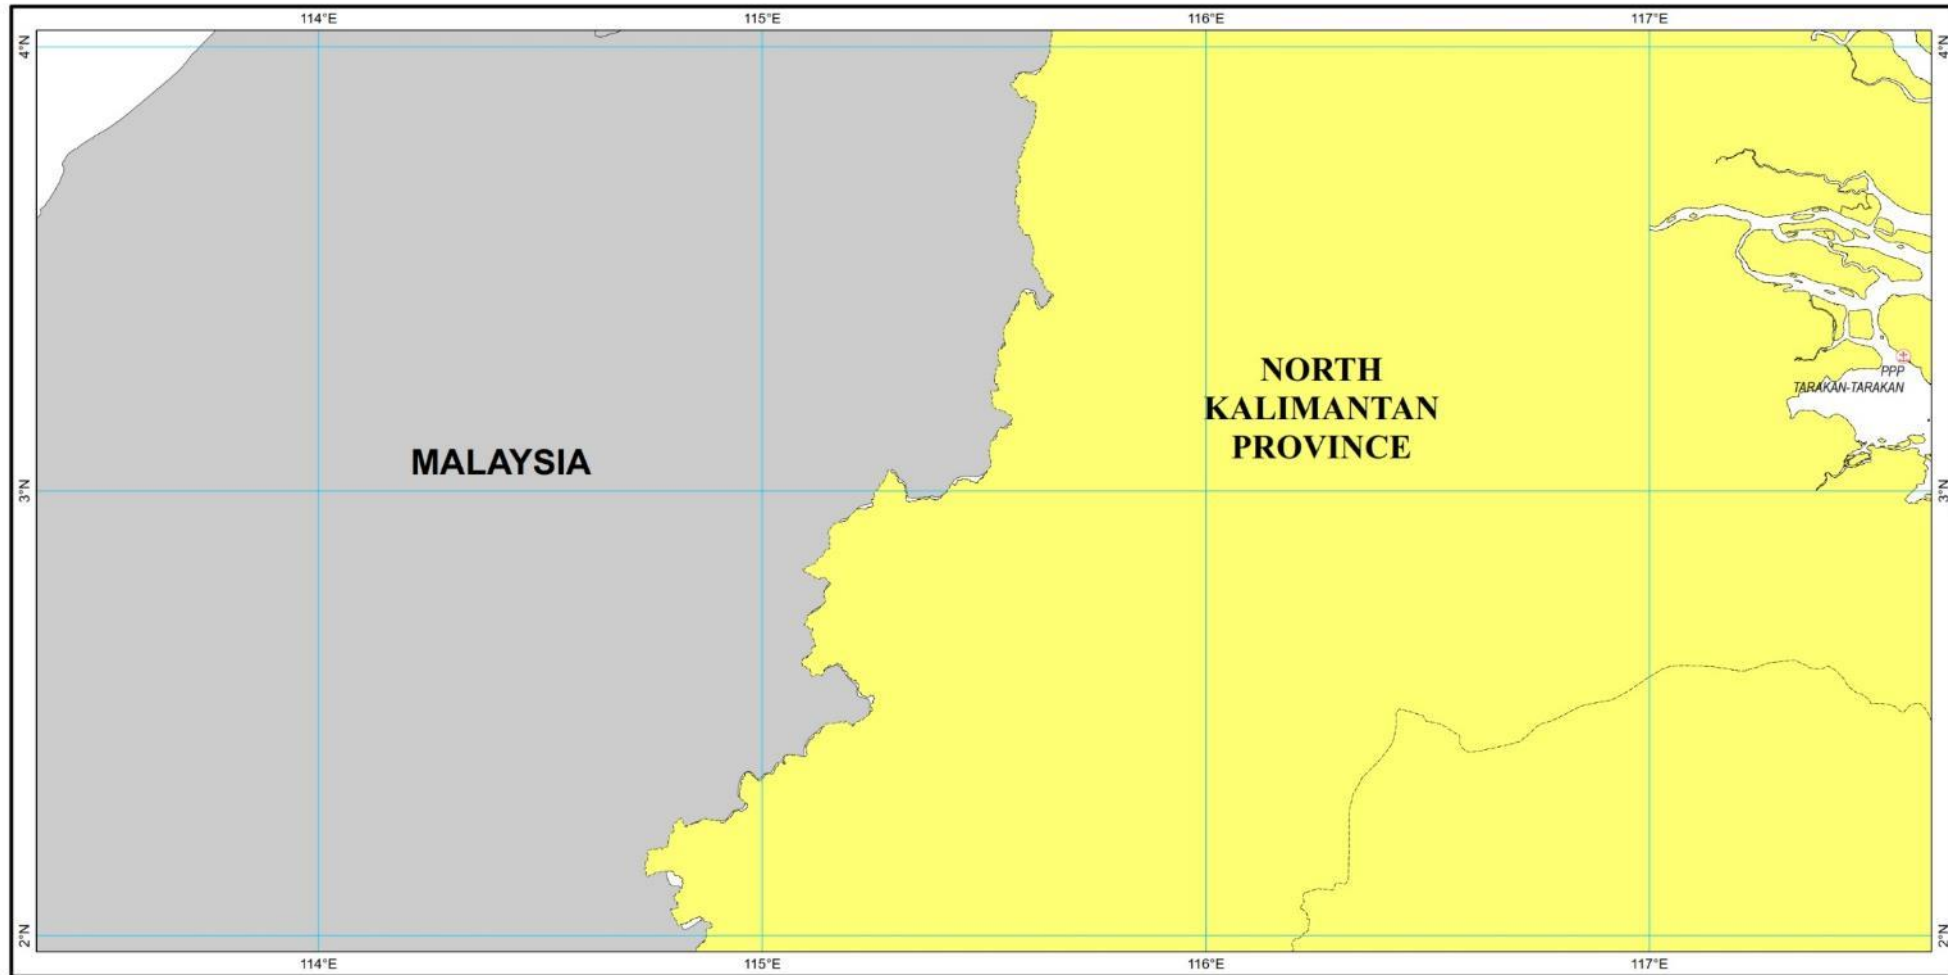 114°E
115°E
116°E
117°E
4°N
4°N
NORTH
KALIMANTAN
PROVINCE
PPP
TARAKAN-TARAKAN
MALAYSIA
3°N
3°N
2°N
2°N
114°E
115°E
116°E
117°E